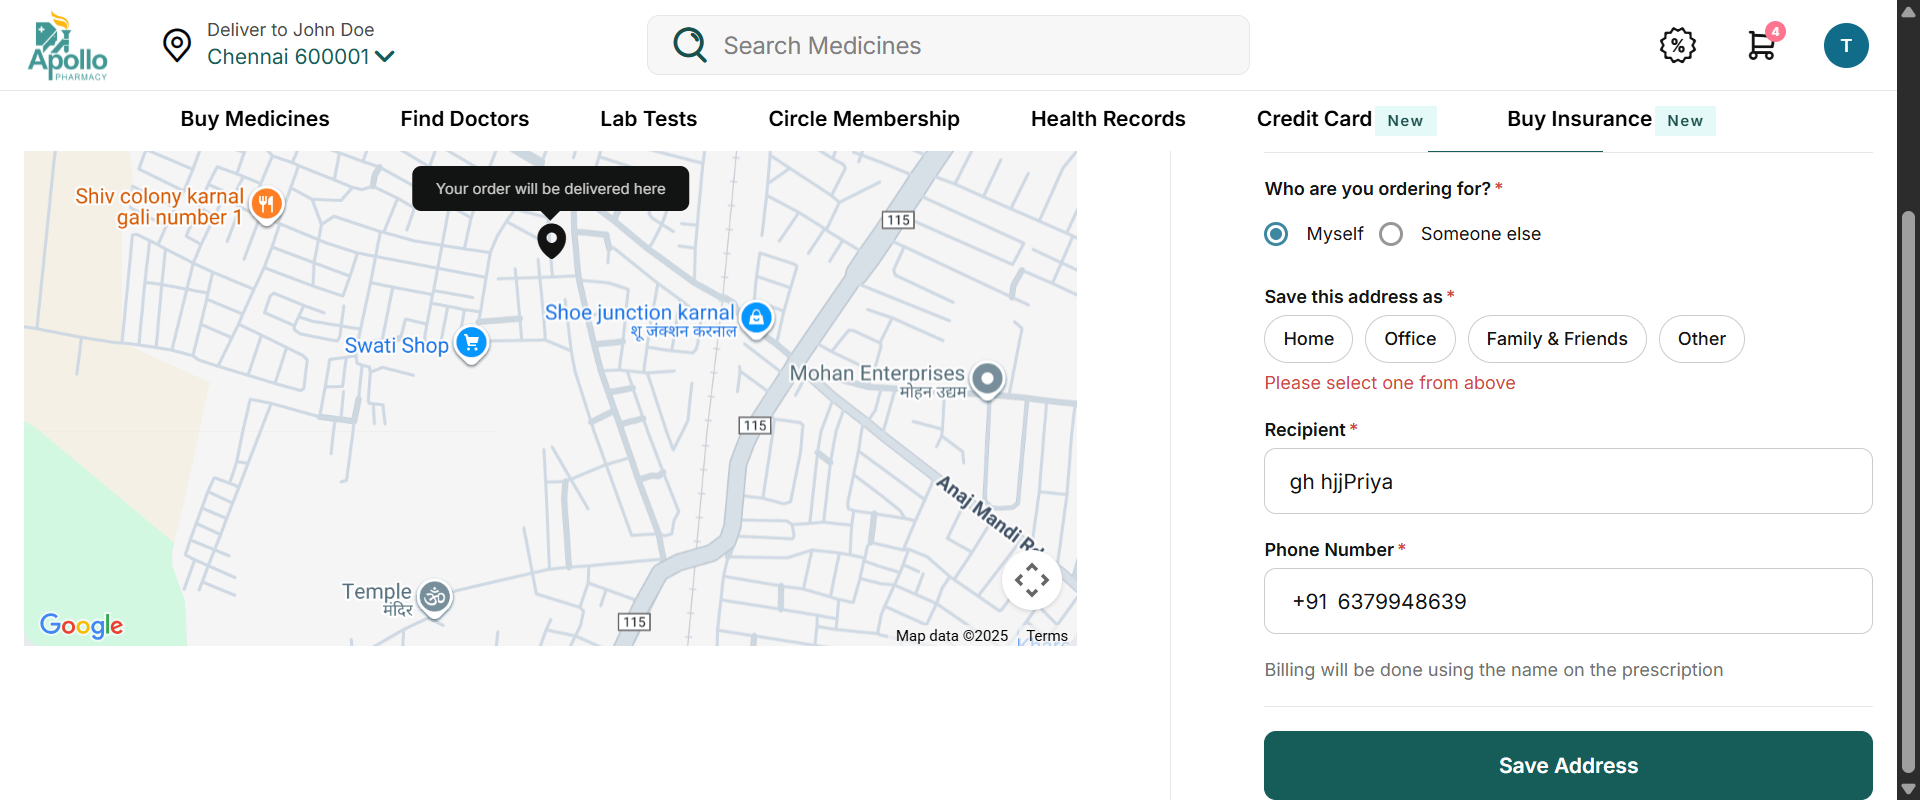 Apollo
PHARMACY
Deliver to John Doe
Chennai 600001
Search Medicines
%
4
T
Buy Medicines
Find Doctors
Lab Tests
Circle Membership
Health Records
Credit Card New
Buy Insurance New
Your order will be delivered here
Shiv colony karnal
gali number 1
115
Shoe junction karnal
शू जंक्शन करनाल
Swati Shop
Mohan Enterprises
मोहन उद्यम
115
Anaj Mandi Rd
Temple
मंदिर
ॐ
115
Google
Map data ©2025
Terms
Who are you ordering for? *
Myself
Someone else
Save this address as *
Home
Office
Family & Friends
Other
Please select one from above
Recipient *
gh hjjPriya
Phone Number *
+91 6379948639
Billing will be done using the name on the prescription
Save Address